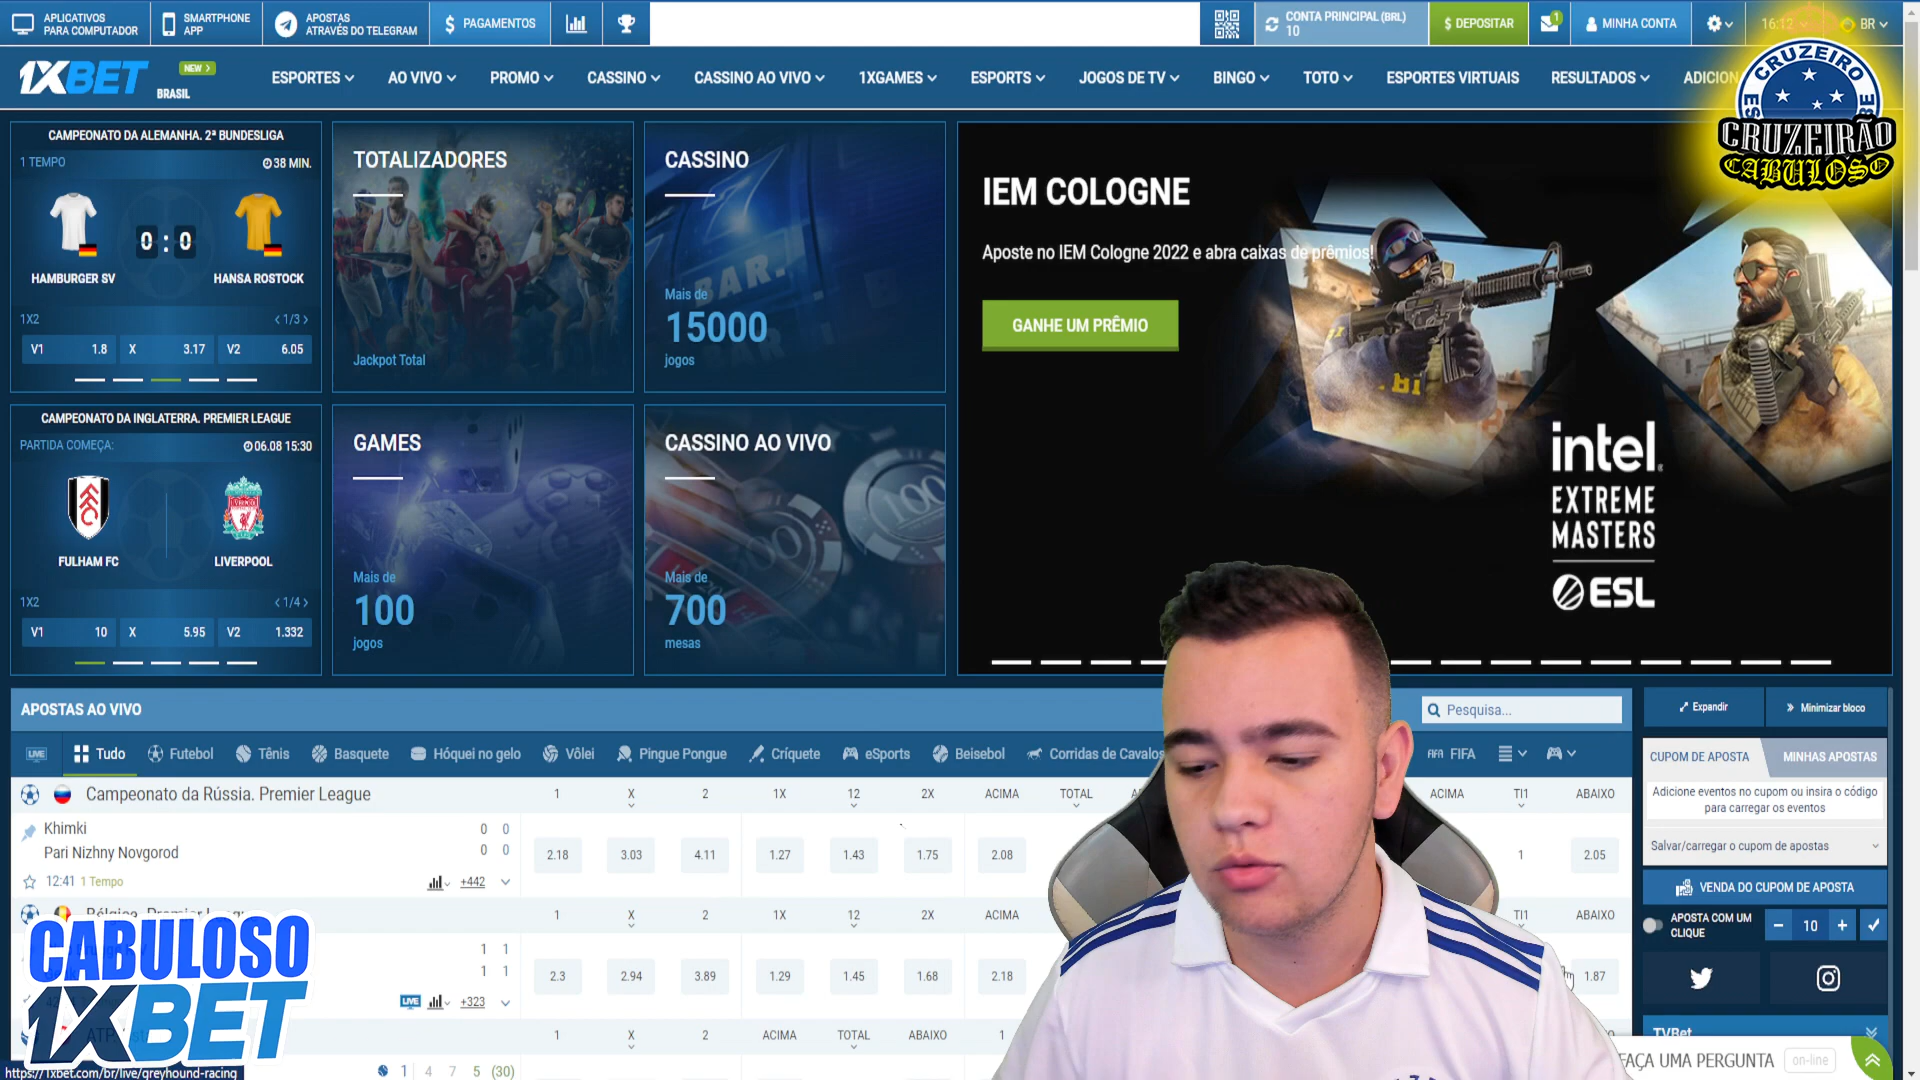 APLICATIVOS
PARA COMPUTADOR
SMARTPHONE
APP
APOSTAS
ATRAVÉS DO TELEGRAM
$ PAGAMENTOS
CONTA PRINCIPAL (BRL)
10
$ DEPOSITAR
1
MINHA CONTA
16:12
BR
1XBET
NEW >
BRASIL
ESPORTES
AO VIVO
PROMO
CASSINO
CASSINO AO VIVO
1XGAMES
ESPORTS
JOGOS DE TV
BINGO
TOTO
ESPORTES VIRTUAIS
RESULTADOS
ADICION
CRUZEIRO
CRUZEIRÃO
CABULOSO
CAMPEONATO DA ALEMANHA. 2ª BUNDESLIGA
1 TEMPO
38 MIN.
0 : 0
HAMBURGER SV
HANSA ROSTOCK
1X2
< 1/3 >
V1 1.8 X 3.17 V2 6.05
TOTALIZADORES
Jackpot Total
CASSINO
BAR.
Mais de
15000
jogos
IEM COLOGNE
Aposte no IEM Cologne 2022 e abra caixas de prêmios!
GANHE UM PRÊMIO
intel
EXTREME
MASTERS
ESL
CAMPEONATO DA INGLATERRA. PREMIER LEAGUE
PARTIDA COMEÇA:
06.08 15:30
FULHAM FC
LIVERPOOL
1X2
< 1/4 >
V1 10 X 5.95 V2 1.332
GAMES
Mais de
100
jogos
CASSINO AO VIVO
100
Mais de
700
mesas
APOSTAS AO VIVO
Pesquisa...
LIVE
Tudo
Futebol
Tênis
Basquete
Hóquei no gelo
Vôlei
Pingue Pongue
Críquete
eSports
Beisebol
Corridas de Cavalos
FIFA FIFA
Campeonato da Rússia. Premier League
1 X 2 1X 12 2X ACIMA TOTAL ACIMA TI1 ABAIXO
Khimki
0 0
Pari Nizhny Novgorod
0 0
2.18 3.03 4.11 1.27 1.43 1.75 2.08 1 2.05
12:41 1 Tempo
+442
1 X 2 1X 12 2X ACIMA TI1 ABAIXO
1 1
1 1
2.3 2.94 3.89 1.29 1.45 1.68 2.18 1.87
LIVE +323
1 X 2 ACIMA TOTAL ABAIXO 1
1 4 7 5 (30)
CABULOSO
1XBET
https://1xbet.com/br/live/greyhound-racing
Expandir
Minimizar bloco
CUPOM DE APOSTA
MINHAS APOSTAS
Adicione eventos no cupom ou insira o código
para carregar os eventos
Salvar/carregar o cupom de apostas
VENDA DO CUPOM DE APOSTA
APOSTA COM UM
CLIQUE
− 10 +
TVBet
FAÇA UMA PERGUNTA
on-line